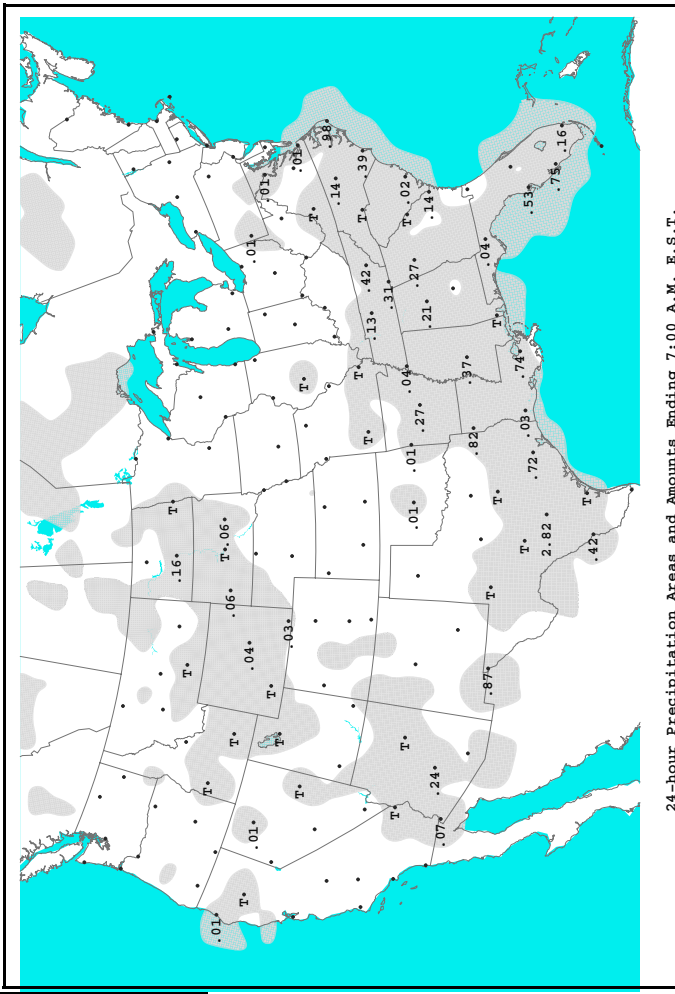 .01
T
T
.16
.01
T
.06
T
.06
T
.04
.01
.01
.01
T
T
.03
.01
T
T
T
.98
.14
T
T
.39
.42
T
.13
.31
T
T
.04
T
.02
.01
.01
.27
.27
.21
.14
.24
.07
.37
.82
.04
.87
T
T
T
.74
T
.03
.53
.72
2.82
.75
.16
T
.42
24-hour Precipitation Areas and Amounts Ending 7:00 A.M. E.S.T.